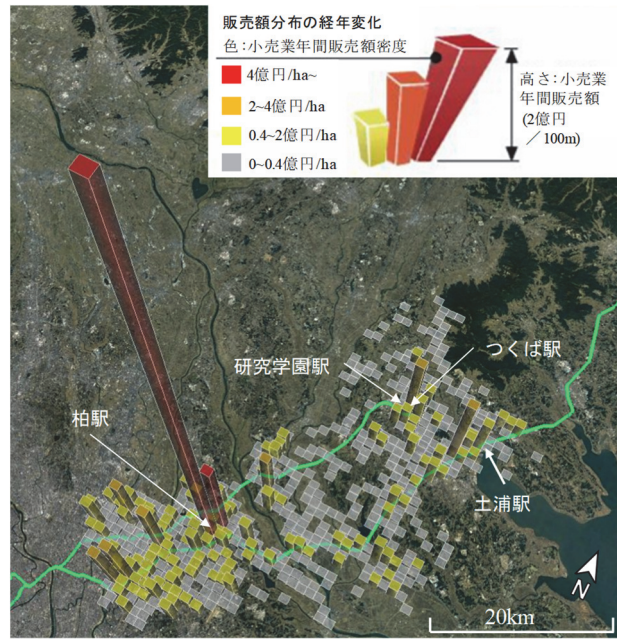 販売額分布の経年変化
色：小売業年間販売額密度
4億円/ha~
2~4億円/ha
0.4~2億円/ha
0~0.4億円/ha
高さ：小売業
年間販売額
(2億円
／100m)
研究学園駅
つくば駅
柏駅
土浦駅
N
20km